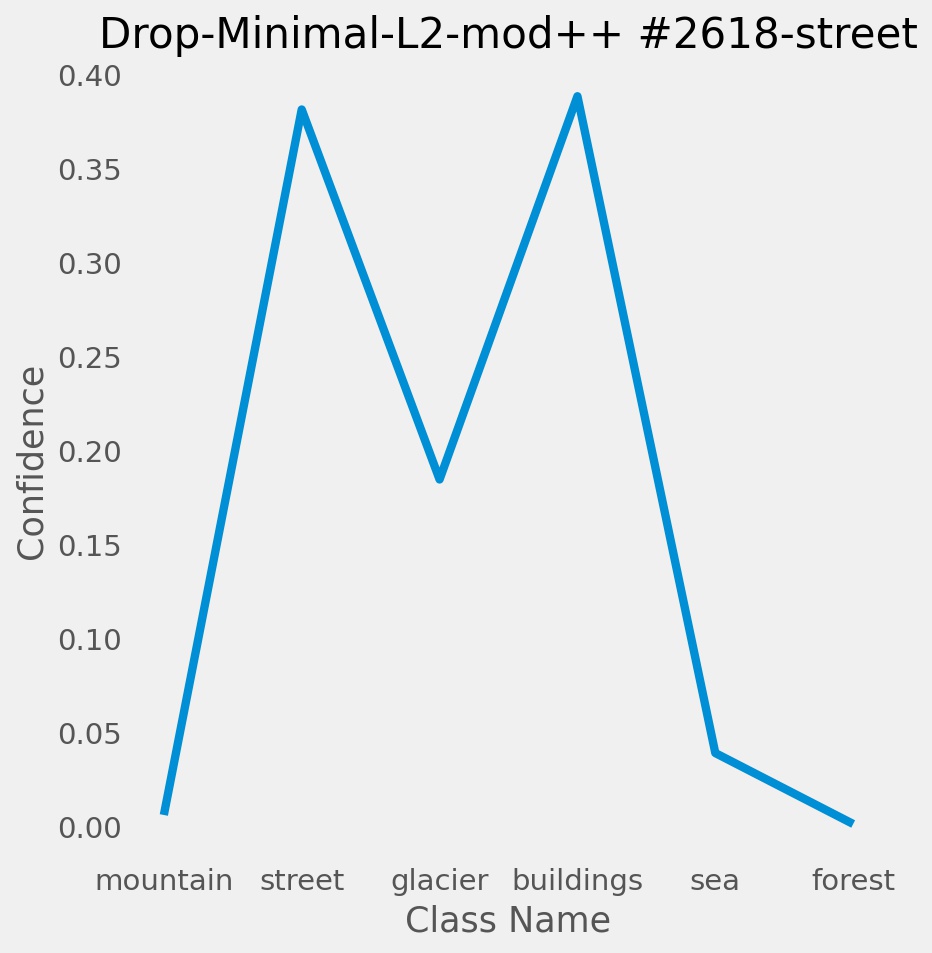 Drop-Minimal-L2-mod++ #2618-street
0.40
0.35
0.30
0.25
0.20
0.15
0.10
0.05
0.00
Confidence
mountain street glacier buildings sea forest
Class Name